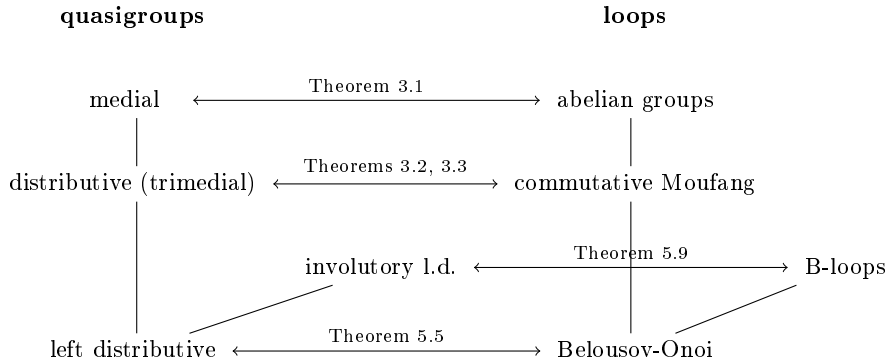 quasigroups loops
Theorem 3.1
medial abelian groups
Theorems 3.2, 3.3
distributive (trimedial) commutative Moufang
Theorem 5.9
involutory l.d. B-loops
Theorem 5.5
left distributive Belousov-Onoi